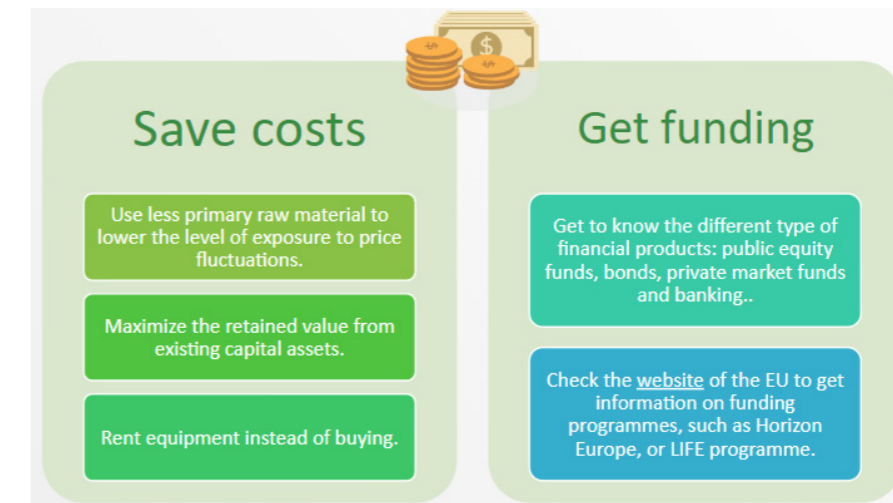 Save costs
Use less primary raw material to
lower the level of exposure to price
fluctuations.
Maximize the retained value from
existing capital assets.
Rent equipment instead of buying.
Get funding
Get to know the different type of
financial products: public equity
funds, bonds, private market funds
and banking..
Check the website of the EU to get
information on funding
programmes, such as Horizon
Europe, or LIFE programme.